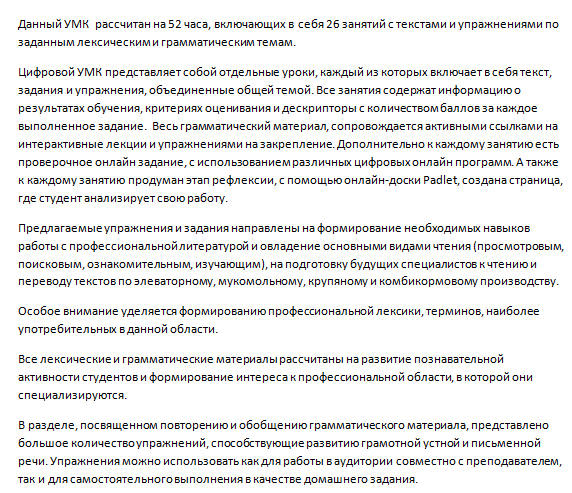 Данный УМК рассчитан на 52 часа, включающих в себя 26 занятий с текстами и упражнениями по
заданным лексическим и грамматическим темам.
Цифровой УМК представляет собой отдельные уроки, каждый из которых включает в себя текст,
задания и упражнения, объединенные общей темой. Все занятия содержат информацию о
результатах обучения, критериях оценивания и дескрипторы с количеством баллов за каждое
выполненное задание. Весь грамматический материал, сопровождается активными ссылками на
интерактивные лекции и упражнениями на закрепление. Дополнительно к каждому занятию есть
проверочное онлайн задание, с использованием различных цифровых онлайн программ. А также
к каждому занятию продуман этап рефлексии, с помощью онлайн-доски Padlet, создана страница,
где студент анализирует свою работу.
Предлагаемые упражнения и задания направлены на формирование необходимых навыков
работы с профессиональной литературой и овладение основными видами чтения (просмотровым,
поисковым, ознакомительным, изучающим), на подготовку будущих специалистов к чтению и
переводу текстов по элеваторному, мукомольному, крупяному и комбикормовому производству.
Особое внимание уделяется формированию профессиональной лексики, терминов, наиболее
употребительных в данной области.
Все лексические и грамматические материалы рассчитаны на развитие познавательной
активности студентов и формирование интереса к профессиональной области, в которой они
специализируются.
В разделе, посвященном повторению и обобщению грамматического материала, представлено
большое количество упражнений, способствующие развитию грамотной устной и письменной
речи. Упражнения можно использовать как для работы в аудитории совместно с преподавателем,
так и для самостоятельного выполнения в качестве домашнего задания.